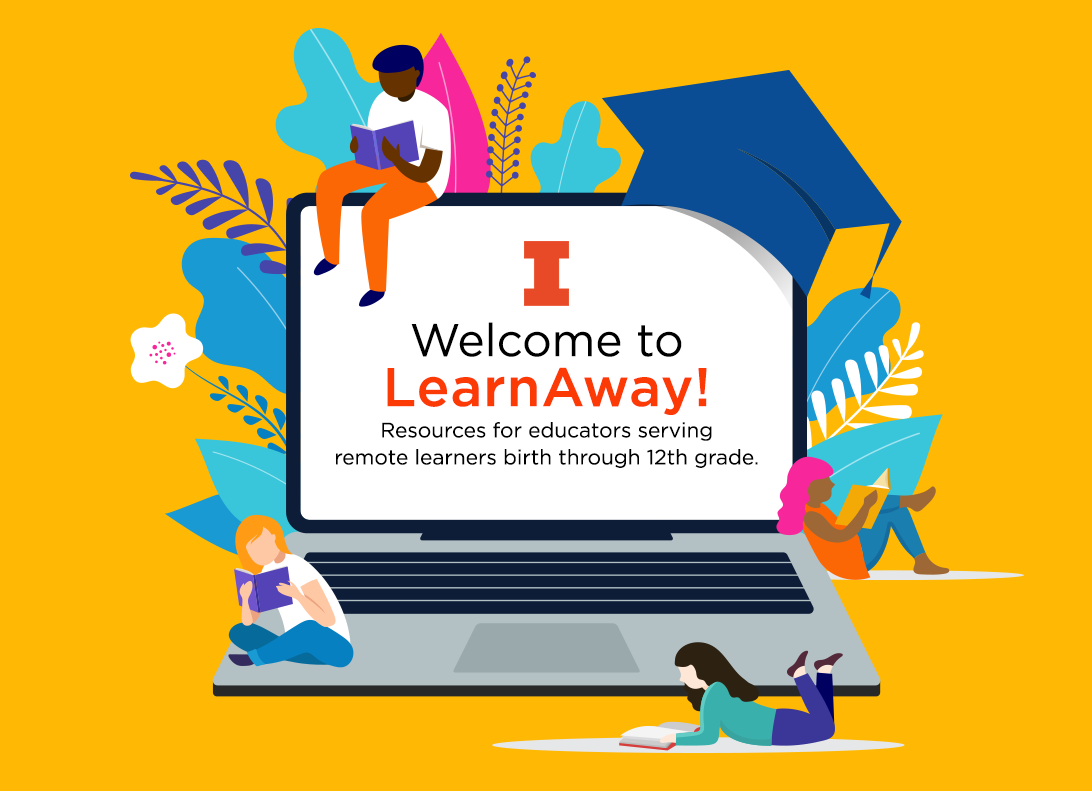 I
Welcome to
LearnAway!
Resources for educators serving
remote learners birth through 12th grade.